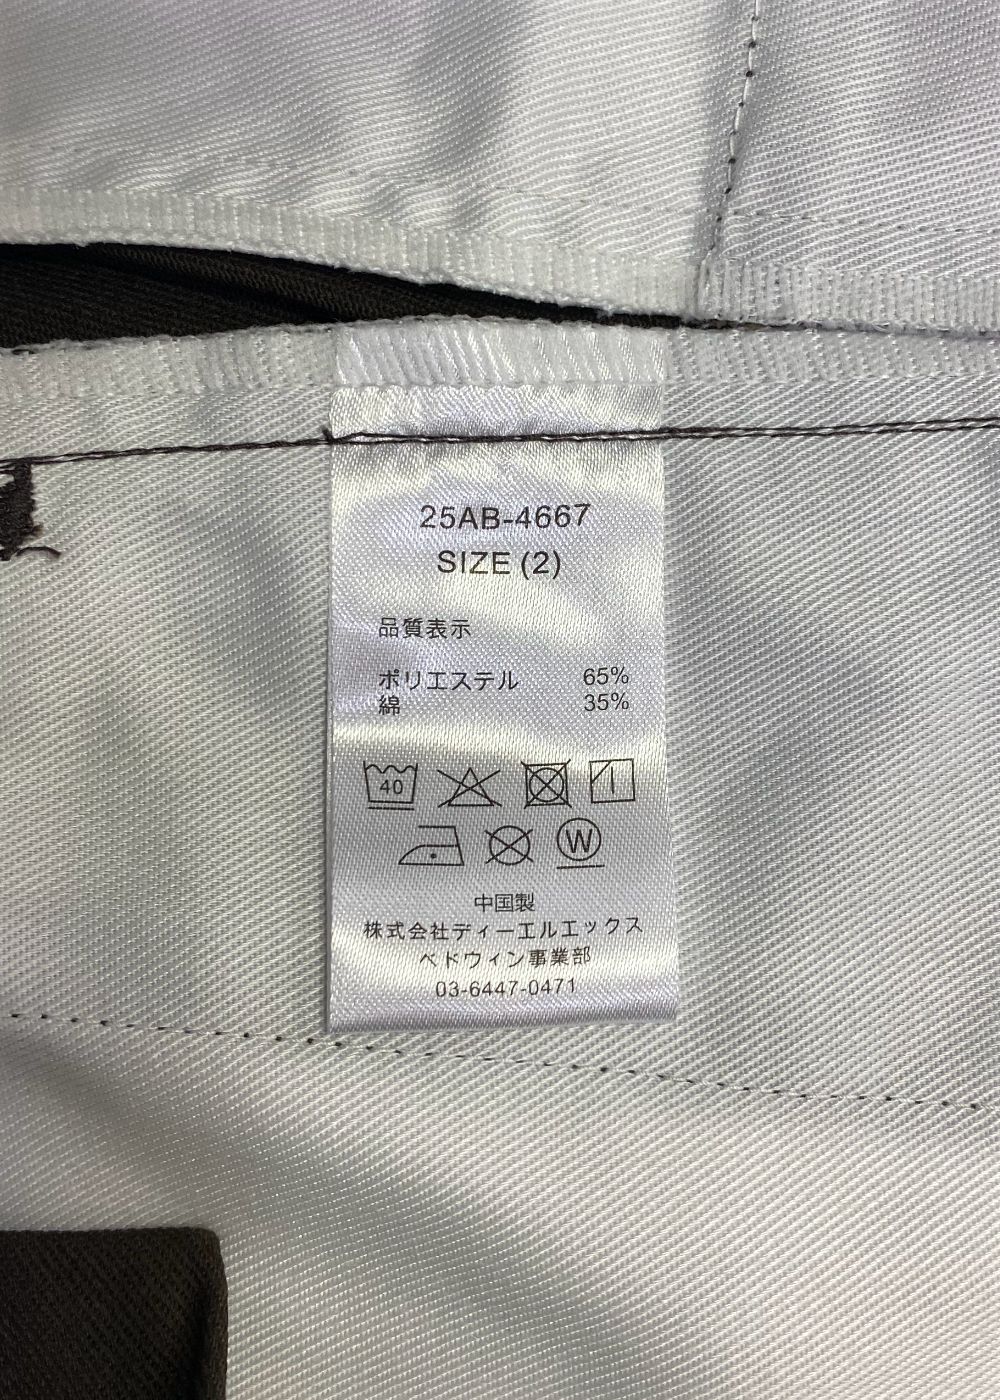 25AB-4667
SIZE (2)
品質表示
ポリエステル 65%
綿 35%
40
W
中国製
株式会社ディーエルエックス
ベドウィン事業部
03-6447-0471